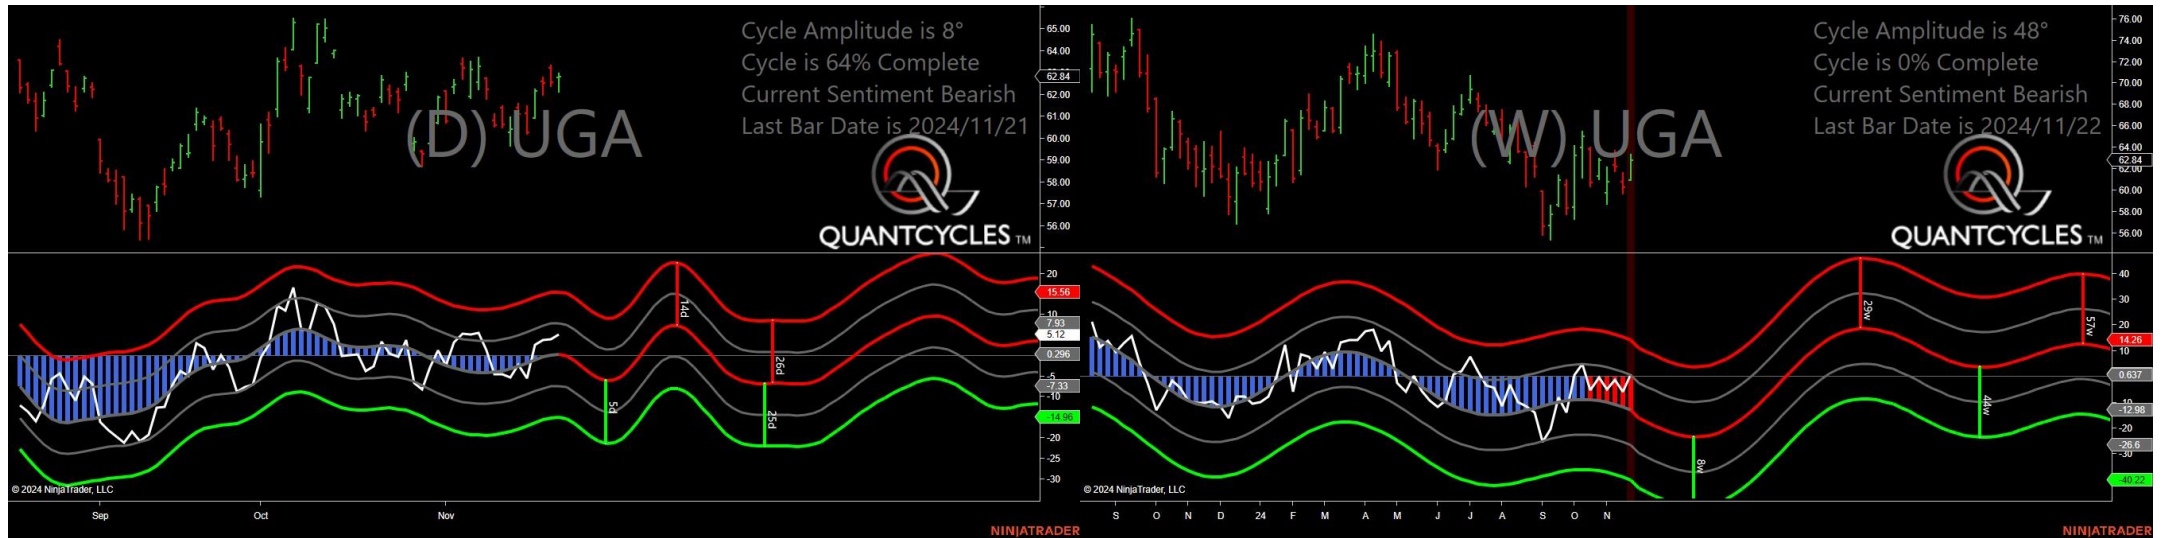 Cycle Amplitude is 8°
Cycle is 64% Complete
Current Sentiment Bearish
Last Bar Date is 2024/11/21
(D) UGA
QUANTCYCLES TM
65.00
64.00
62.84
62.00
61.00
60.00
59.00
58.00
57.00
56.00
55.00
14d
26d
5d
25d
20
15.56
10
7.93
5.12
0.296
-5
-7.33
-10
-14.96
-20
-25
-30
© 2024 NinjaTrader, LLC
Sep
Oct
Nov
NINJATRADER
Cycle Amplitude is 48°
Cycle is 0% Complete
Current Sentiment Bearish
Last Bar Date is 2024/11/22
(W) UGA
QUANTCYCLES TM
76.00
74.00
72.00
70.00
68.00
66.00
64.00
62.84
60.00
58.00
56.00
29w
57w
44w
8w
40
30
20
14.26
10
0.637
-12.98
-20
-26.6
-30
-40.22
© 2024 NinjaTrader, LLC
S O N D 24 F M A M J J A S O N
NINJATRADER